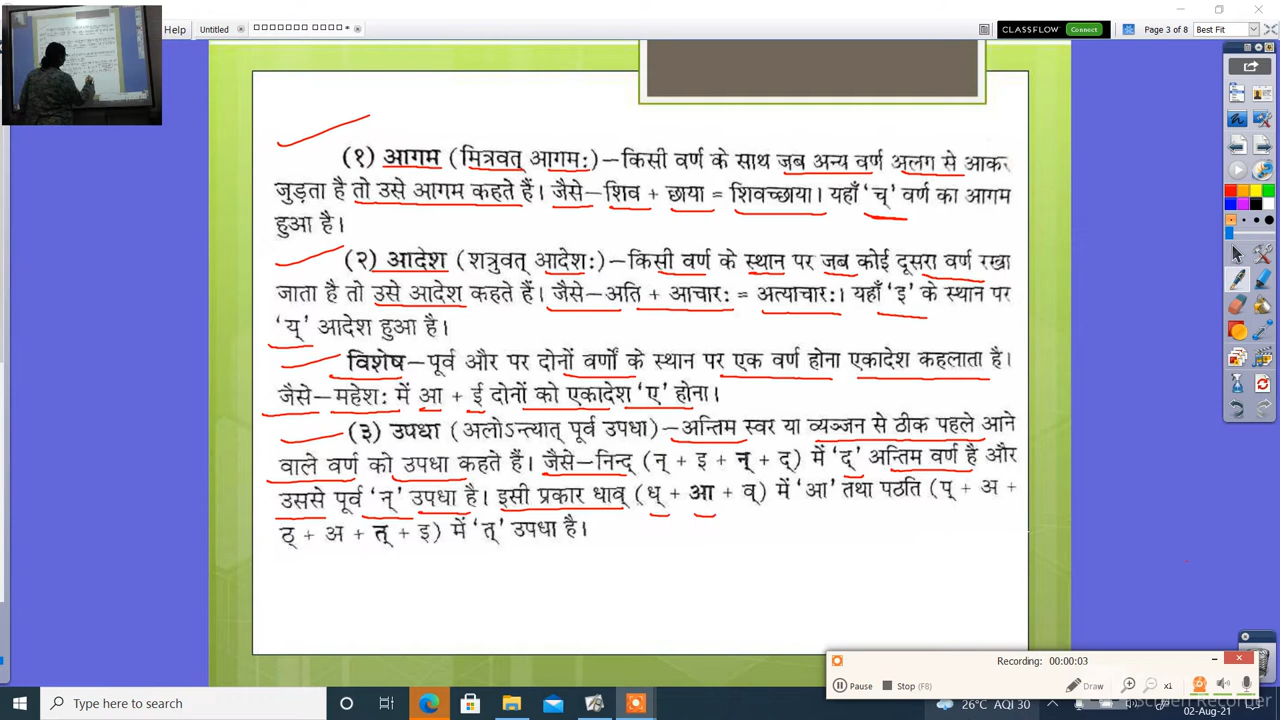 Help
Untitled
CLASSFLOW
Connect
Page 3 of 8
Best Fit
(१) आगम (मित्रवत् आगमः)–किसी वर्ण के साथ जब अन्य वर्ण अलग से आकर
जुड़ता है तो उसे आगम कहते हैं। जैसे–शिव + छाया = शिवच्छाया। यहाँ ‘च्’ वर्ण का आगम
हुआ है।
(२) आदेश (शत्रुवत् आदेशः)–किसी वर्ण के स्थान पर जब कोई दूसरा वर्ण रखा
जाता है तो उसे आदेश कहते हैं। जैसे–अति + आचारः = अत्याचारः। यहाँ ‘इ’ के स्थान पर
‘य्’ आदेश हुआ है।
विशेष–पूर्व और पर दोनों वर्णों के स्थान पर एक वर्ण होना एकादेश कहलाता है।
जैसे–महेशः में आ + ई दोनों को एकादेश ‘ए’ होना।
(३) उपधा (अलोऽन्त्यात् पूर्व उपधा)–अन्तिम स्वर या व्यञ्जन से ठीक पहले आने
वाले वर्ण को उपधा कहते हैं। जैसे–निन्द् (न् + इ + न् + द्) में ‘द्’ अन्तिम वर्ण है और
उससे पूर्व ‘न्’ उपधा है। इसी प्रकार धाव् (ध् + आ + व्) में ‘आ’ तथा पठति (प् + अ +
ठ् + अ + त् + इ) में ‘त्’ उपधा है।
Recording: 00:00:03
Pause
Stop (F8)
Draw
x1
Type here to search
26°C AQI 30
02-Aug-21